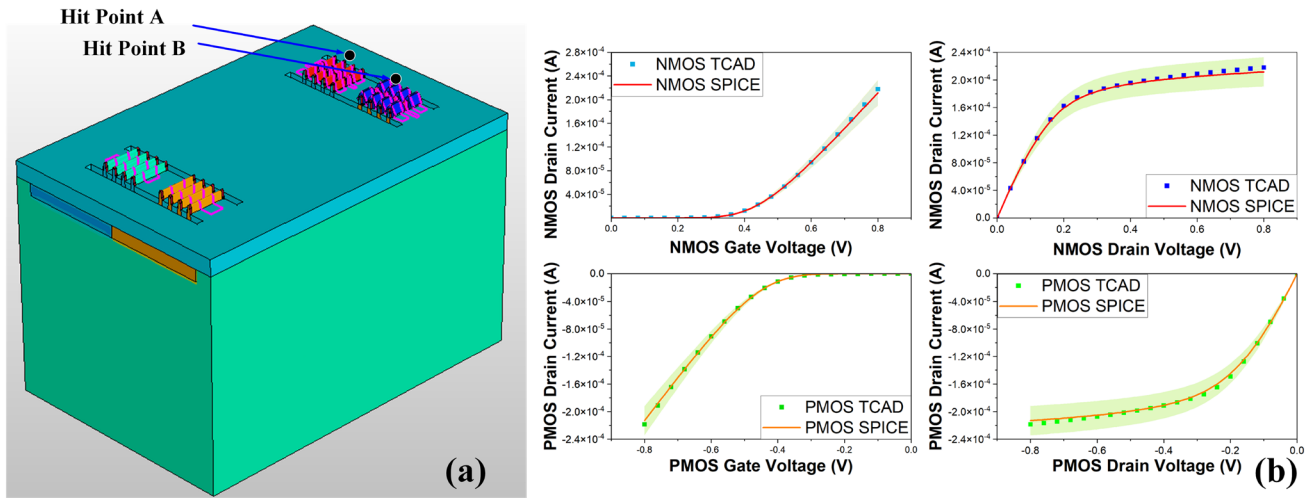 Hit Point A
Hit Point B
(a)
NMOS Drain Current (A)
2.8×10⁻⁴
2.4×10⁻⁴
2.0×10⁻⁴
1.6×10⁻⁴
1.2×10⁻⁴
8.0×10⁻⁵
4.0×10⁻⁵
0.0
NMOS TCAD
NMOS SPICE
0.0 0.2 0.4 0.6 0.8 1.0
NMOS Gate Voltage (V)
NMOS Drain Current (A)
2.4×10⁻⁴
2.0×10⁻⁴
1.6×10⁻⁴
1.2×10⁻⁴
8.0×10⁻⁵
4.0×10⁻⁵
0.0
NMOS TCAD
NMOS SPICE
0.0 0.2 0.4 0.6 0.8
NMOS Drain Voltage (V)
PMOS Drain Current (A)
0.0
-4.0×10⁻⁵
-8.0×10⁻⁵
-1.2×10⁻⁴
-1.6×10⁻⁴
-2.0×10⁻⁴
-2.4×10⁻⁴
PMOS TCAD
PMOS SPICE
-0.8 -0.6 -0.4 -0.2 0.0
PMOS Gate Voltage (V)
PMOS Drain Current (A)
0.0
-4.0×10⁻⁵
-8.0×10⁻⁵
-1.2×10⁻⁴
-1.6×10⁻⁴
-2.0×10⁻⁴
-2.4×10⁻⁴
PMOS TCAD
PMOS SPICE
-0.8 -0.6 -0.4 -0.2 0.0
PMOS Drain Voltage (V)
(b)